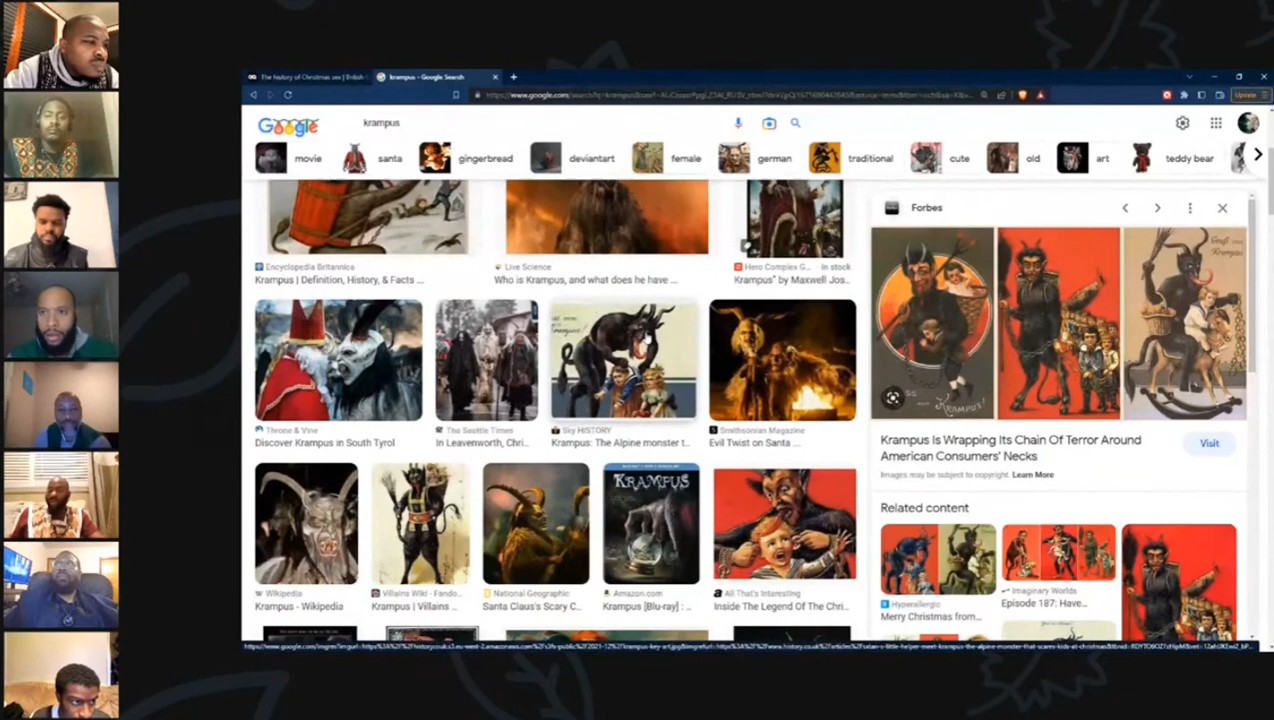 The history of Christmas sex | British
krampus - Google Search
Update
Google
krampus
movie
santa
gingerbread
deviantart
female
german
traditional
cute
old
art
teddy bear
Forbes
Encyclopedia Britannica
Krampus | Definition, History, & Facts ...
Live Science
Who is Krampus, and what does he have ...
Hero Complex G... In stock
Krampus" by Maxwell Jos...
Gruß vom
Krampus
Krampus!
Throne & Vine
Discover Krampus in South Tyrol
The Seattle Times
In Leavenworth, Chri...
Sky HISTORY
Krampus: The Alpine monster t...
Smithsonian Magazine
Evil Twist on Santa ...
Krampus Is Wrapping Its Chain Of Terror Around
American Consumers' Necks
Visit
Images may be subject to copyright. Learn More
Related content
KRAMPUS
Wikipedia
Krampus - Wikipedia
Villains Wiki - Fando...
Krampus | Villains ...
National Geographic
Santa Claus's Scary C...
Amazon.com
Krampus [Blu-ray] : ...
All That's Interesting
Inside The Legend Of The Chri...
Hyperallergic
Merry Christmas from...
Imaginary Worlds
Episode 187: Have...